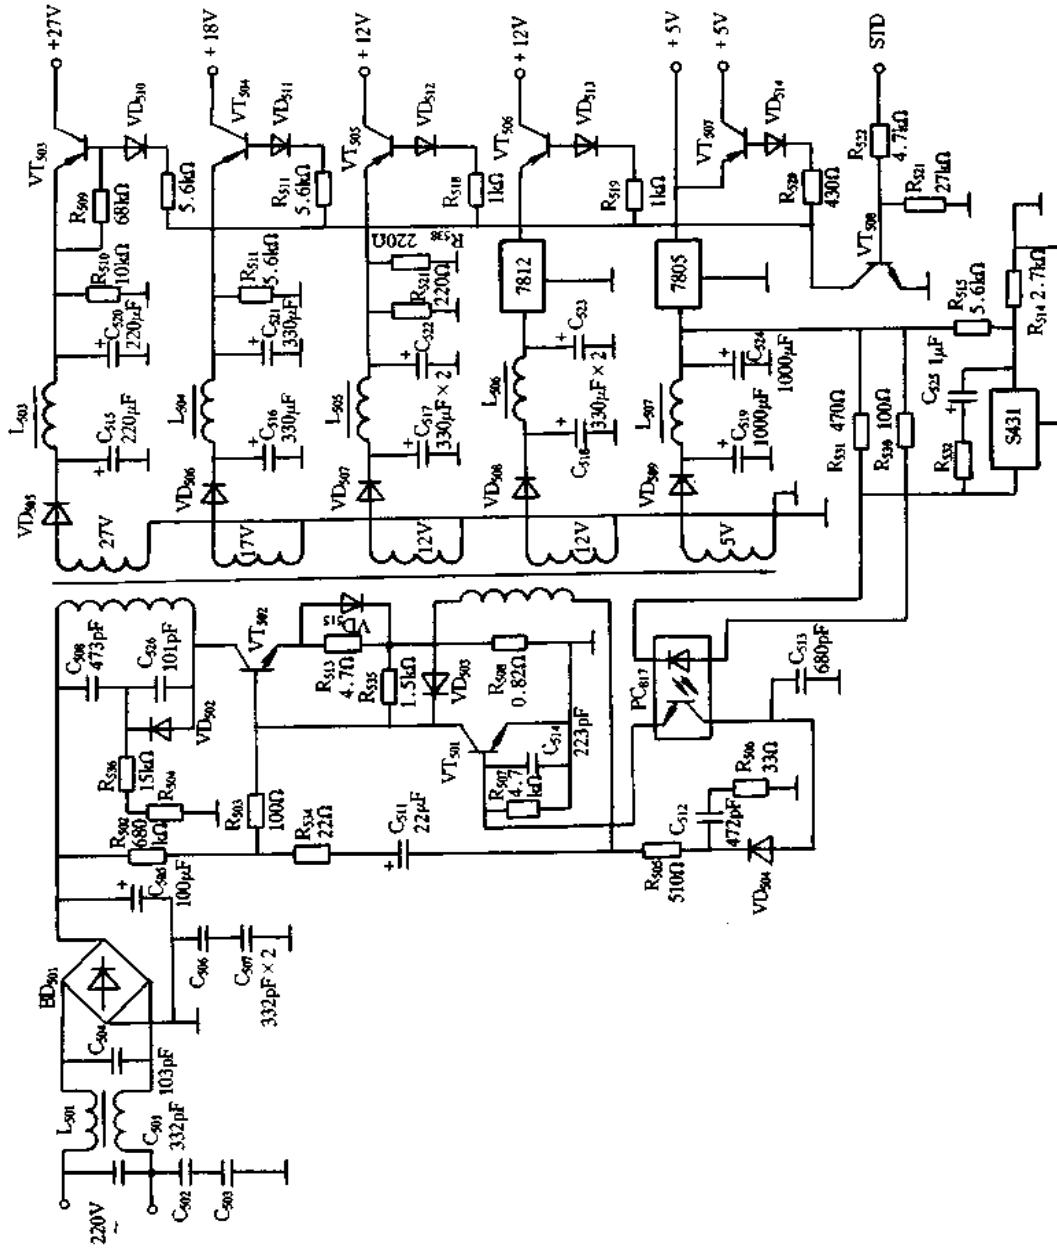 +27V
+18V
+12V
+12V
+5V
+5V
STD
VT503
VD510
VT504
VD511
VT505
VD512
VT506
VD513
VT507
VD514
R522
4.7kΩ
R521
27kΩ
VT508
R509
68kΩ
5.6kΩ
R511
5.6kΩ
R518
1kΩ
R519
1kΩ
R520
430Ω
R510
10kΩ
R511
5.6kΩ
220Ω
R521
220Ω
7812
7805
R515
5.6kΩ
R514 2.7kΩ
C520
220μF
C521
330μF
C522
C523
C524
1000μF
C525 1μF
L503
L504
L505
L506
L507
C515
220μF
C516
330μF
C517
330μF×2
C518
330μF×2
C519
1000μF
R531 470Ω
R530 100Ω
R532
S431
VD505
VD506
VD507
VD508
VD509
27V
17V
12V
12V
5V
C508
473pF
C526
101pF
VD502
VT502
VD515
R513
4.7Ω
R535
1.5kΩ
VD503
R508
0.82Ω
PC817
C513
680pF
R536
15kΩ
R504
R502
680
kΩ
R503
100Ω
VT501
R507
4.7
kΩ
C514
223pF
R534
22Ω
C511
22μF
R505
510Ω
C512
472pF
R506
33Ω
VD504
C505
100μF
BD501
C506
C507
332pF×2
C504
103pF
L501
C501
332pF
C502
C503
220V
~